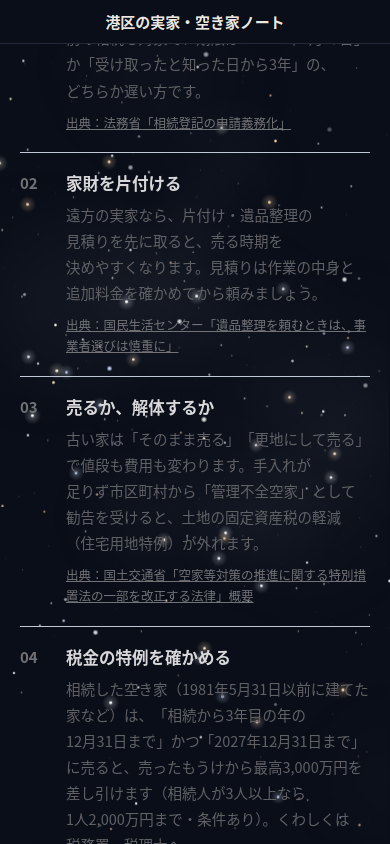 港区の実家・空き家ノート
か「受け取ったと知った日から3年」の、
どちらか遅い方です。
出典：法務省「相続登記の申請義務化」
02 家財を片付ける
遠方の実家なら、片付け・遺品整理の
見積りを先に取ると、売る時期を
決めやすくなります。見積りは作業の中身と
追加料金を確かめてから頼みましょう。
出典：国民生活センター「遺品整理を頼むときは、事
業者選びは慎重に」
03 売るか、解体するか
古い家は「そのまま売る」「更地にして売る」
で値段も費用も変わります。手入れが
足りず市区町村から「管理不全空家」として
勧告を受けると、土地の固定資産税の軽減
（住宅用地特例）が外れます。
出典：国土交通省「空家等対策の推進に関する特別措
置法の一部を改正する法律」概要
04 税金の特例を確かめる
相続した空き家（1981年5月31日以前に建てた
家など）は、「相続から3年目の年の
12月31日まで」かつ「2027年12月31日まで」
に売ると、売ったもうけから最高3,000万円を
差し引けます（相続人が3人以上なら、
1人2,000万円まで・条件あり）。くわしくは